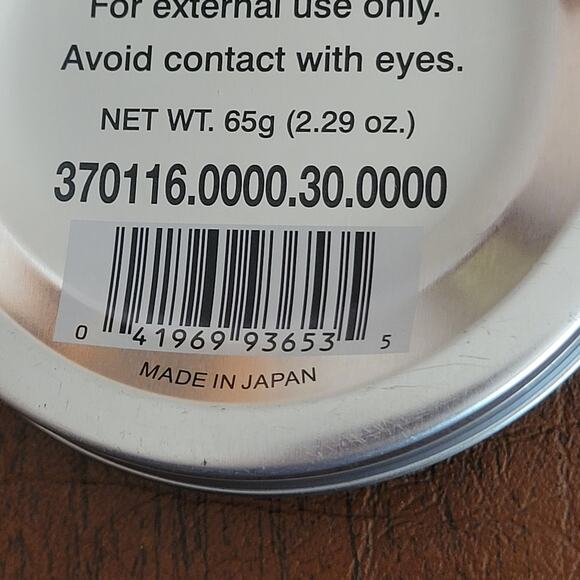 For external use only.
Avoid contact with eyes.
NET WT. 65g (2.29 oz.)
370116.0000.30.0000
0 41969 93653 5
MADE IN JAPAN